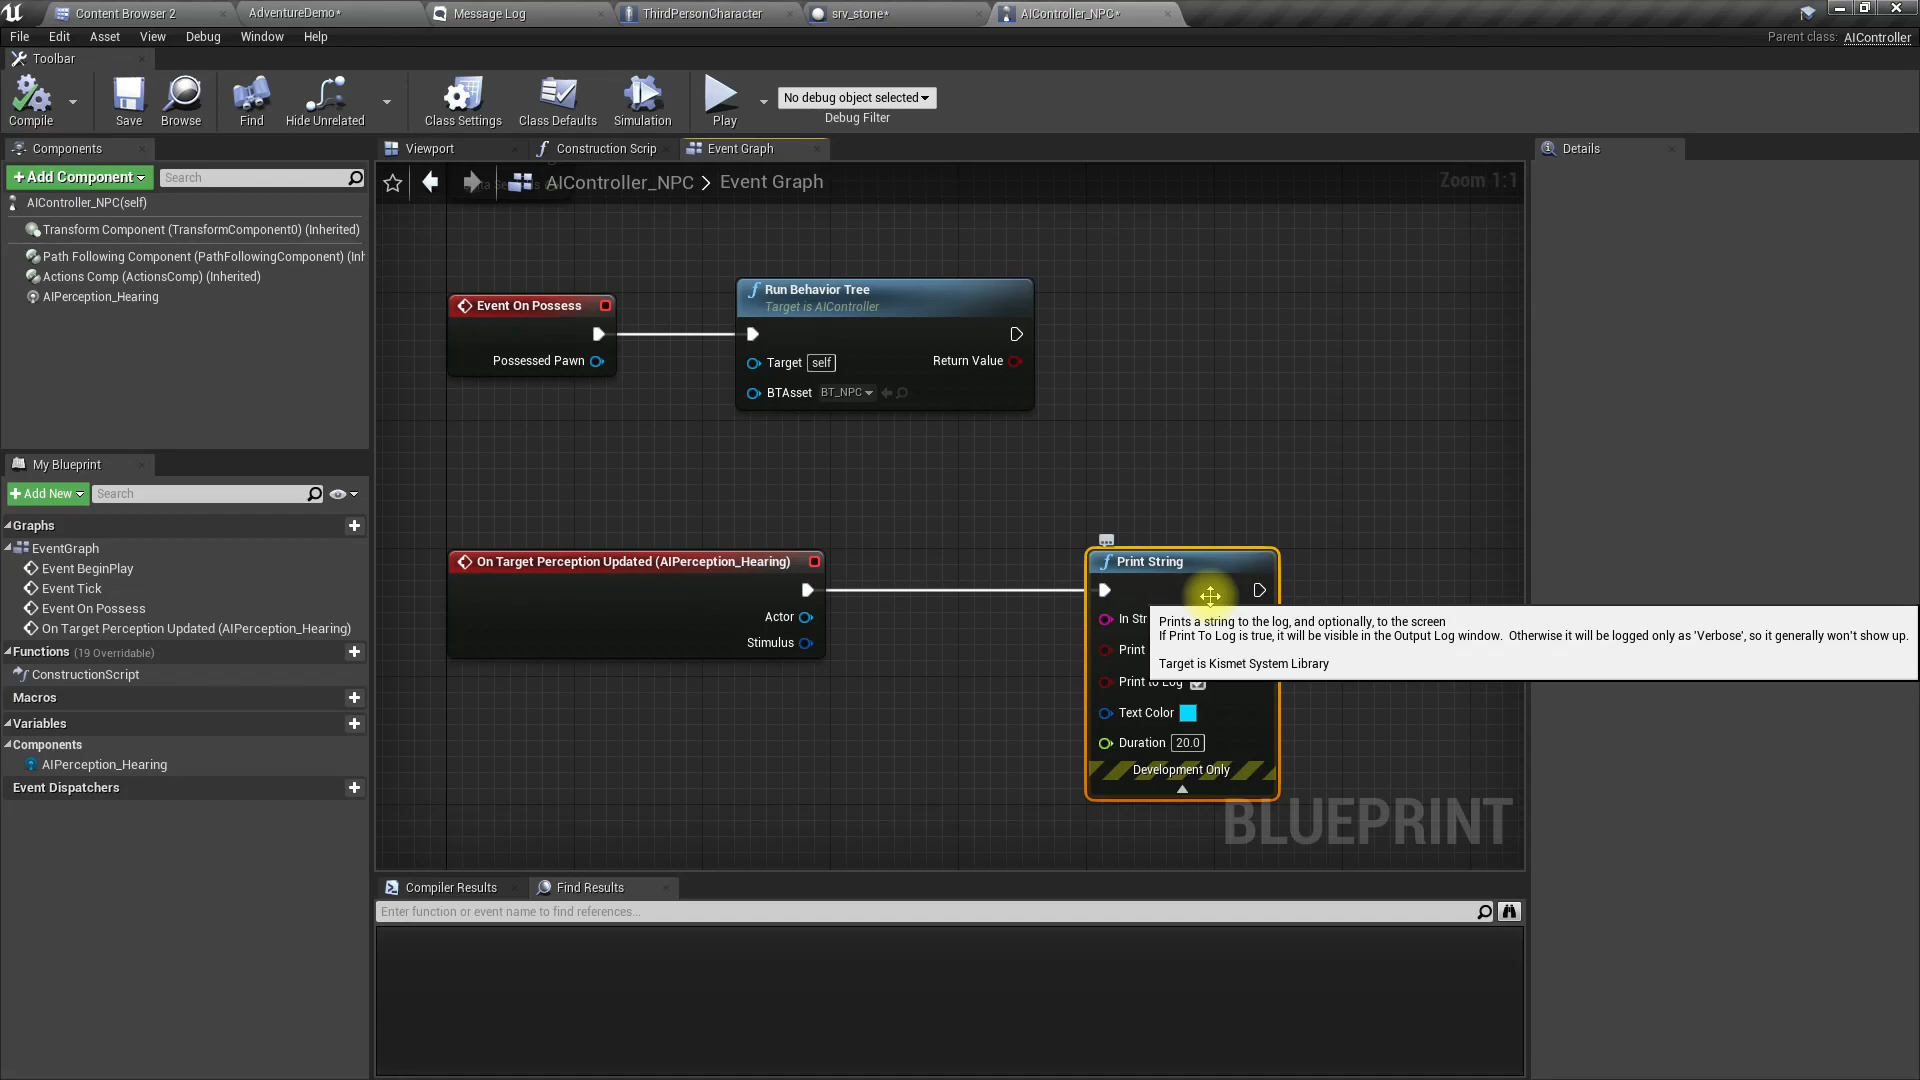 Content Browser 2
AdventureDemo*
Message Log
ThirdPersonCharacter
srv_stone*
AIController_NPC*
File
Edit
Asset
View
Debug
Window
Help
Parent class:
AIController
Toolbar
Compile
Save
Browse
Find
Hide Unrelated
Class Settings
Class Defaults
Simulation
Play
No debug object selected
Debug Filter
Components
Viewport
Construction Scrip
Event Graph
Details
+Add Component
Search
AIController_NPC > Event Graph
Zoom 1:1
AIController_NPC(self)
Transform Component (TransformComponent0) (Inherited)
Path Following Component (PathFollowingComponent) (Inh
Actions Comp (ActionsComp) (Inherited)
AIPerception_Hearing
Event On Possess
Possessed Pawn
Run Behavior Tree
Target is AIController
Target
self
Return Value
BTAsset
BT_NPC
My Blueprint
+Add New
Search
Graphs
EventGraph
Event BeginPlay
Event Tick
Event On Possess
On Target Perception Updated (AIPerception_Hearing)
Functions (19 Overridable)
ConstructionScript
Macros
Variables
Components
AIPerception_Hearing
Event Dispatchers
On Target Perception Updated (AIPerception_Hearing)
Actor
Stimulus
Print String
In Str
Print
Print to Log
Text Color
Duration
20.0
Development Only
Prints a string to the log, and optionally, to the screen
If Print To Log is true, it will be visible in the Output Log window. Otherwise it will be logged only as 'Verbose', so it generally won't show up.
Target is Kismet System Library
BLUEPRINT
Compiler Results
Find Results
Enter function or event name to find references...